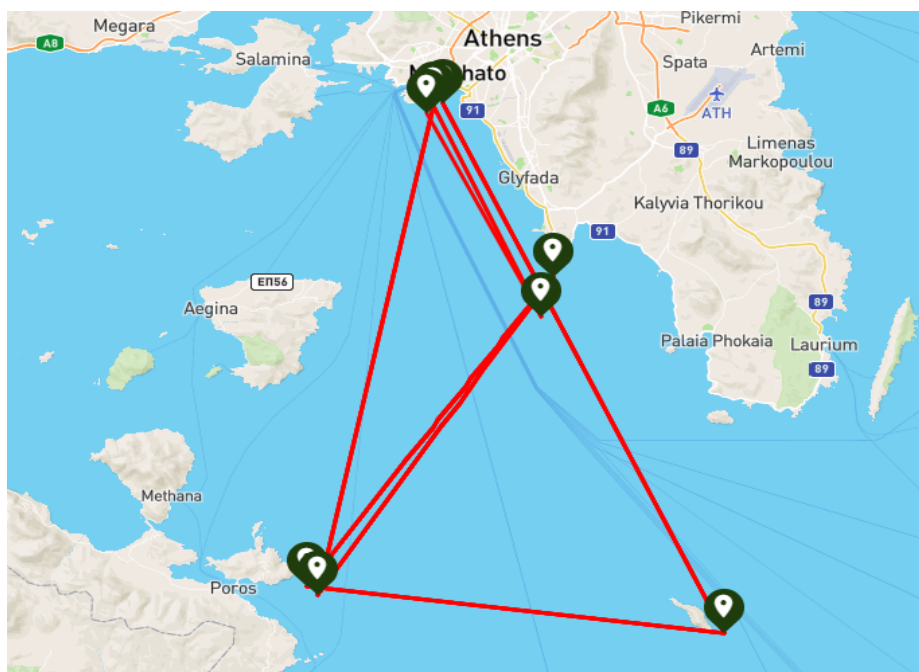 Pikermi
Megara
Athens
Artemi
A8
Salamina
Spata
ATH
91
A6
Limenas
Markopoulou
89
Glyfada
Kalyvia Thorikou
91
ΕΠ56
Aegina
89
Palaia Phokaia
Laurium
89
Methana
Poros